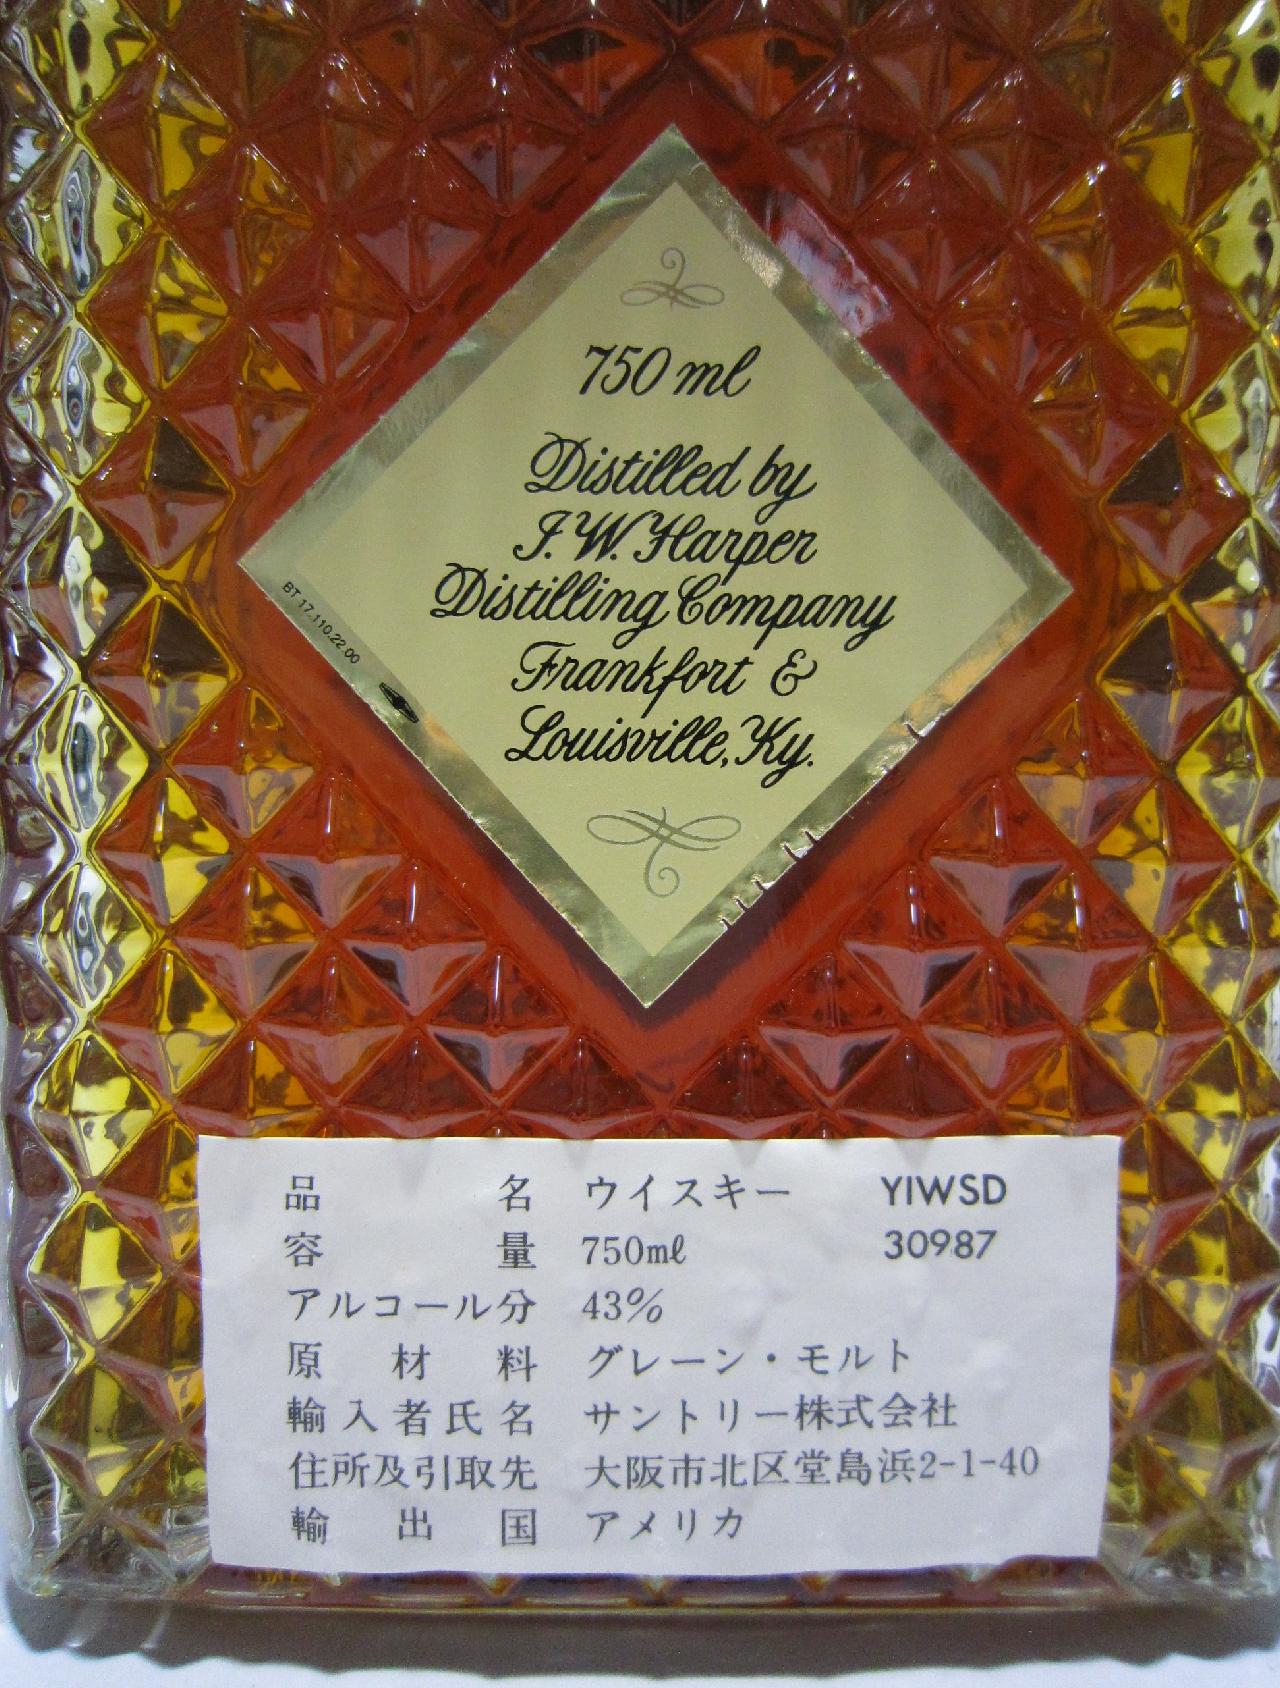 750 ml
Distilled by
I. W. Harper
Distilling Company
Frankfort &
Louisville, Ky.
BT 17.110.22.00
品名 ウイスキー YIWSD
容量 750mℓ 30987
アルコール分 43%
原材料 グレーン・モルト
輸入者氏名 サントリー株式会社
住所及引取先 大阪市北区堂島浜2-1-40
輸出国 アメリカ